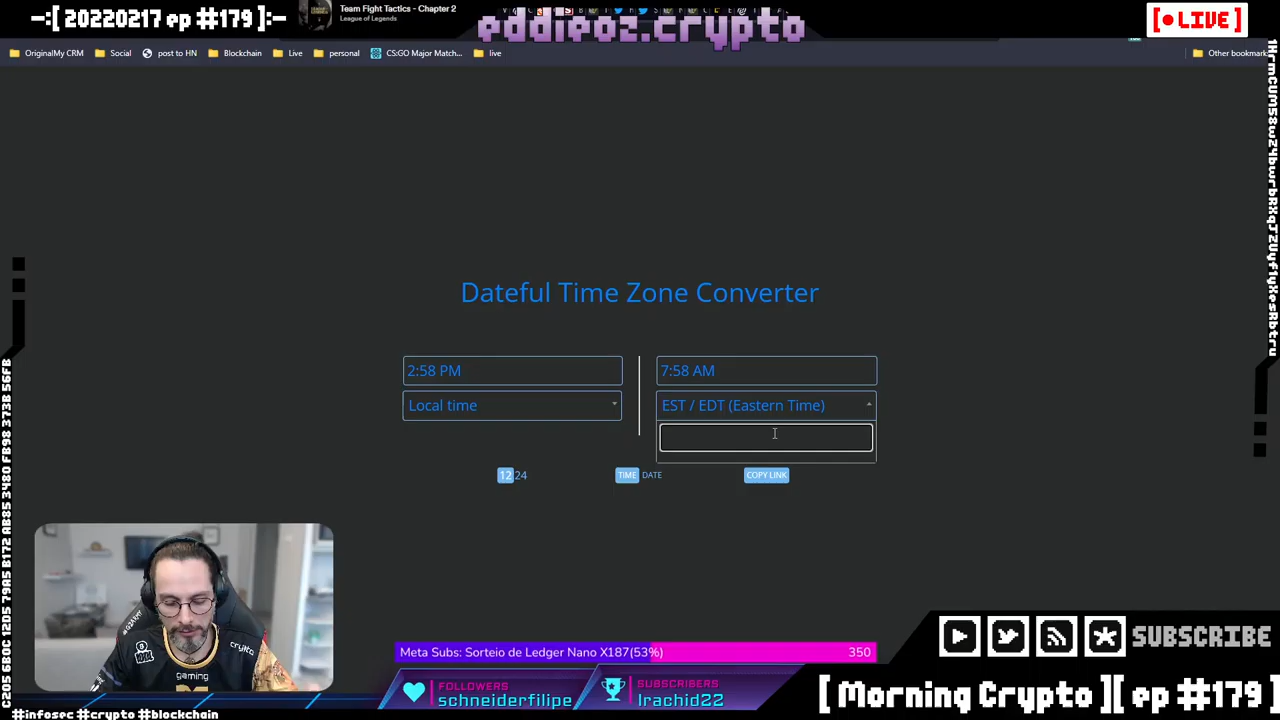 -:[ 20220217 ep #179 ]:-
Team Fight Tactics - Chapter 2
League of Legends
eddieoz.crypto
[•LIVE]
OriginalMy CRM
Social
post to HN
Blockchain
Live
personal
CS:GO Major Match...
live
Other bookmark
Dateful Time Zone Converter
2:58 PM
7:58 AM
Local time
EST / EDT (Eastern Time)
12 24
TIME DATE
COPY LINK
crypto
gaming
Meta Subs: Sorteio de Ledger Nano X187(53%)
350
FOLLOWERS
schneiderfilipe
SUBSCRIBERS
lrachid22
SUBSCRIBE
[ Morning Crypto ][ ep #179 ]
#infosec #crypto #blockchain